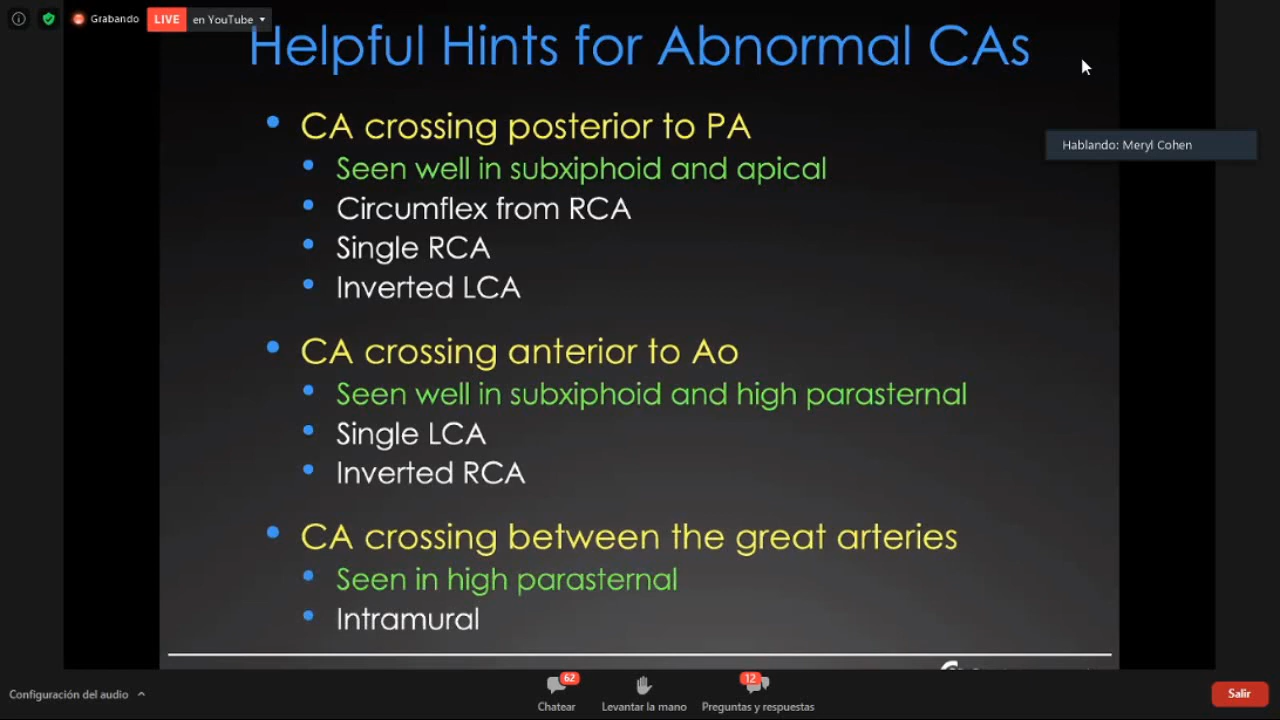 Grabando
LIVE en YouTube
Helpful Hints for Abnormal CAs
Hablando: Meryl Cohen
CA crossing posterior to PA
Seen well in subxiphoid and apical
Circumflex from RCA
Single RCA
Inverted LCA
CA crossing anterior to Ao
Seen well in subxiphoid and high parasternal
Single LCA
Inverted RCA
CA crossing between the great arteries
Seen in high parasternal
Intramural
Configuración del audio
62
Chatear
Levantar la mano
12
Preguntas y respuestas
Salir